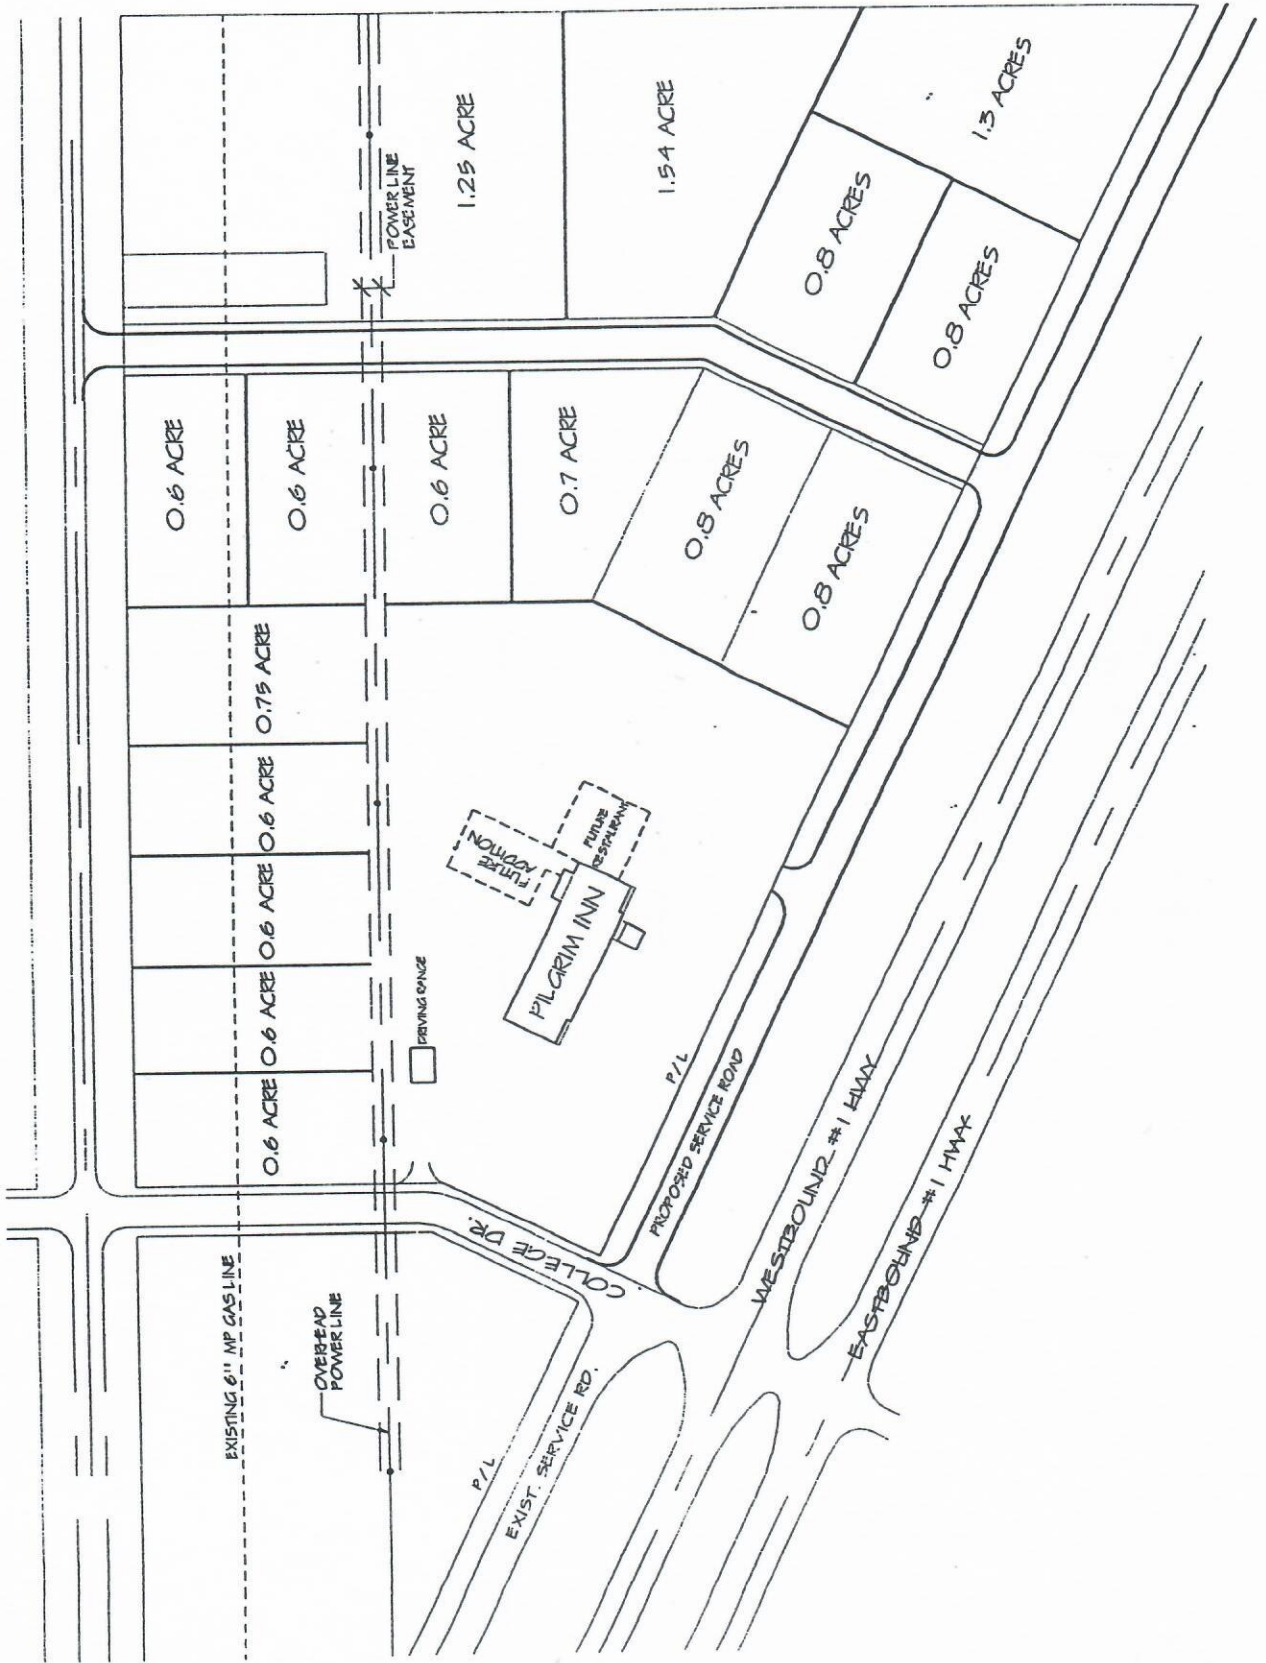 EXISTING 6" MP GAS LINE
0.6 ACRE
0.6 ACRE
0.6 ACRE
0.6 ACRE
0.75 ACRE
0.6 ACRE
0.6 ACRE
0.6 ACRE
0.7 ACRE
0.8 ACRES
0.8 ACRES
OVERHEAD
POWER LINE
POWER LINE
EASEMENT
1.25 ACRE
1.54 ACRE
0.8 ACRES
0.8 ACRES
1.3 ACRES
DRIVING RANGE
FUTURE
ADDITION
FUTURE
RESTAURANT
PILGRIM INN
COLLEGE DR.
P/L
P/L
EXIST. SERVICE RD.
PROPOSED SERVICE ROAD
WESTBOUND #1 HWY
EASTBOUND #1 HWY